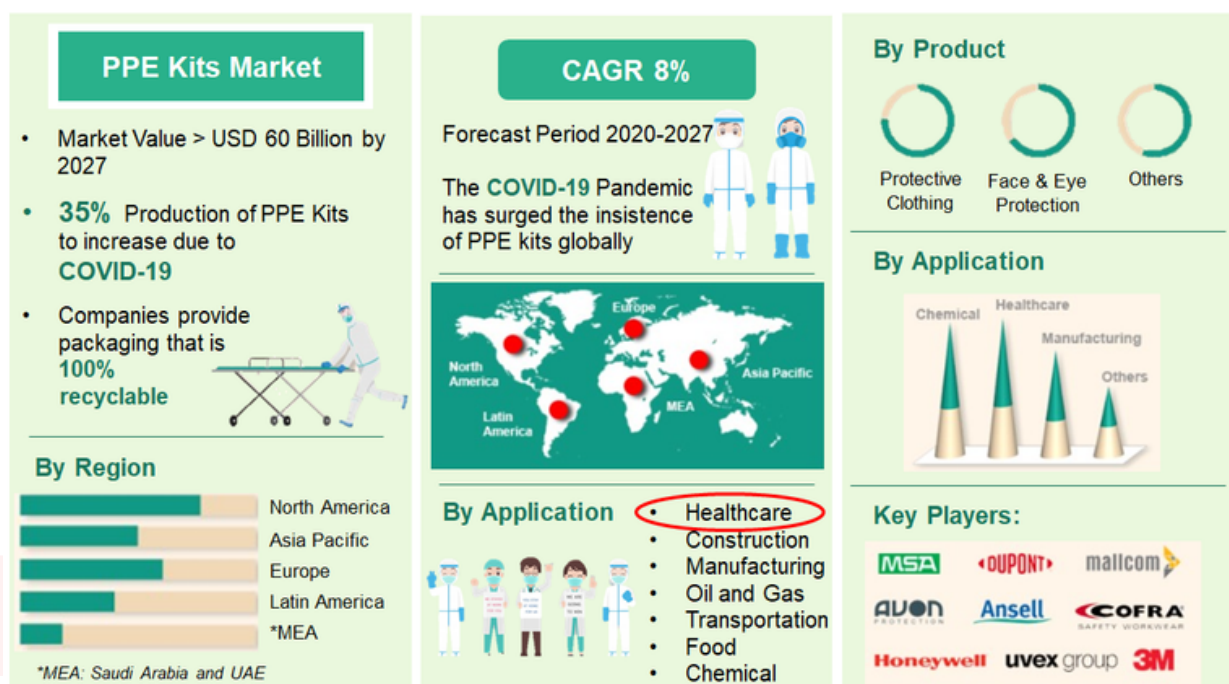 PPE Kits Market
• Market Value > USD 60 Billion by
2027
• 35% Production of PPE Kits
to increase due to
COVID-19
• Companies provide
packaging that is
100%
recyclable
By Region
North America
Asia Pacific
Europe
Latin America
*MEA
*MEA: Saudi Arabia and UAE
CAGR 8%
Forecast Period 2020-2027
The COVID-19 Pandemic
has surged the insistence
of PPE kits globally
Europe
North
America
Asia Pacific
MEA
Latin
America
By Application
• Healthcare
• Construction
• Manufacturing
• Oil and Gas
• Transportation
• Food
• Chemical
By Product
Protective
Clothing
Face & Eye
Protection
Others
By Application
Chemical
Healthcare
Manufacturing
Others
Key Players:
MSA
DUPONT
mallcom
AVON
PROTECTION
Ansell
COFRA
SAFETY WORKWEAR
Honeywell
uvex group
3M